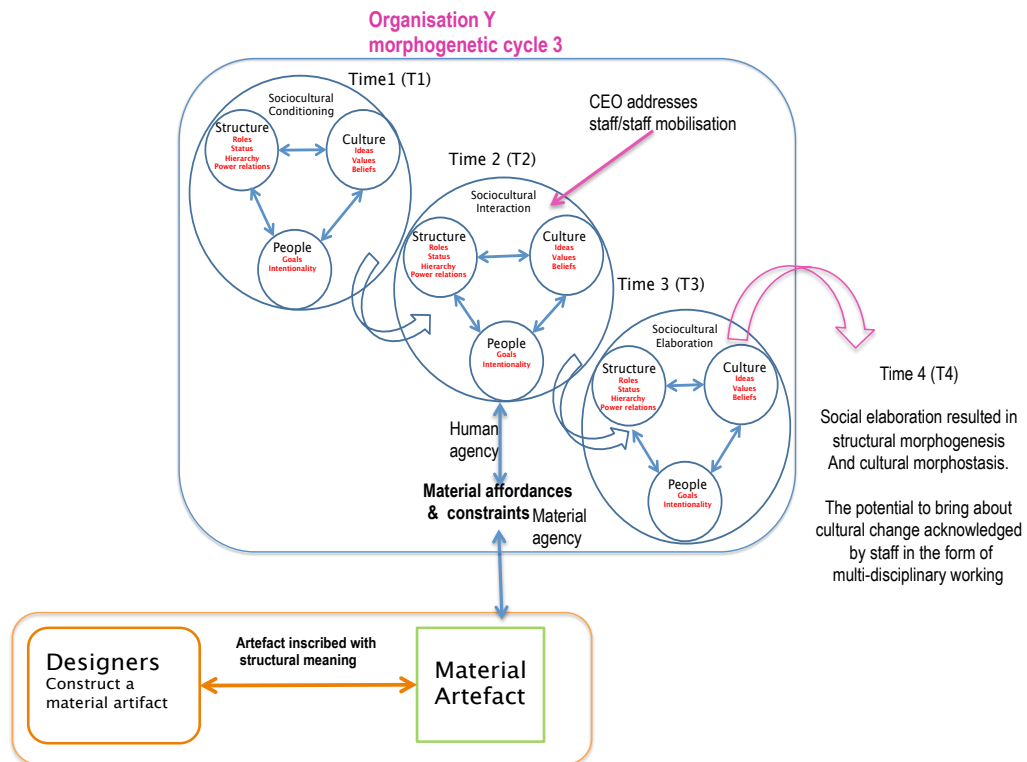 Organisation Y
morphogenetic cycle 3
Time1 (T1)
Sociocultural
Conditioning
Structure
Roles
Status
Hierarchy
Power relations
Culture
Ideas
Values
Beliefs
People
Goals
Intentionality
CEO addresses
staff/staff mobilisation
Time 2 (T2)
Sociocultural
Interaction
Structure
Roles
Status
Hierarchy
Power relations
Culture
Ideas
Values
Beliefs
People
Goals
Intentionality
Time 3 (T3)
Sociocultural
Elaboration
Structure
Roles
Status
Hierarchy
Power relations
Culture
Ideas
Values
Beliefs
People
Goals
Intentionality
Time 4 (T4)
Social elaboration resulted in
structural morphogenesis
And cultural morphostasis.
The potential to bring about
cultural change acknowledged
by staff in the form of
multi-disciplinary working
Human
agency
Material affordances
& constraints
Material
agency
Designers
Construct a
material artifact
Artefact inscribed with
structural meaning
Material
Artefact